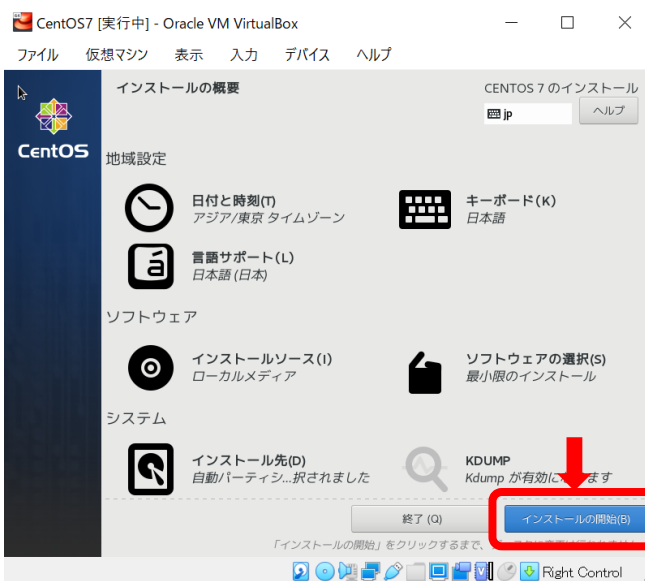 CentOS7 [実行中] - Oracle VM VirtualBox
ファイル 仮想マシン 表示 入力 デバイス ヘルプ
インストールの概要
CENTOS 7 のインストール
jp
ヘルプ
CentOS
地域設定
日付と時刻(T)
アジア/東京 タイムゾーン
キーボード(K)
日本語
言語サポート(L)
日本語 (日本)
ソフトウェア
インストールソース(I)
ローカルメディア
ソフトウェアの選択(S)
最小限のインストール
システム
インストール先(D)
自動パーティシ...択されました
KDUMP
Kdump が有効に ます
終了 (Q)
インストールの開始(B)
「インストールの開始」をクリックするまで、
Right Control